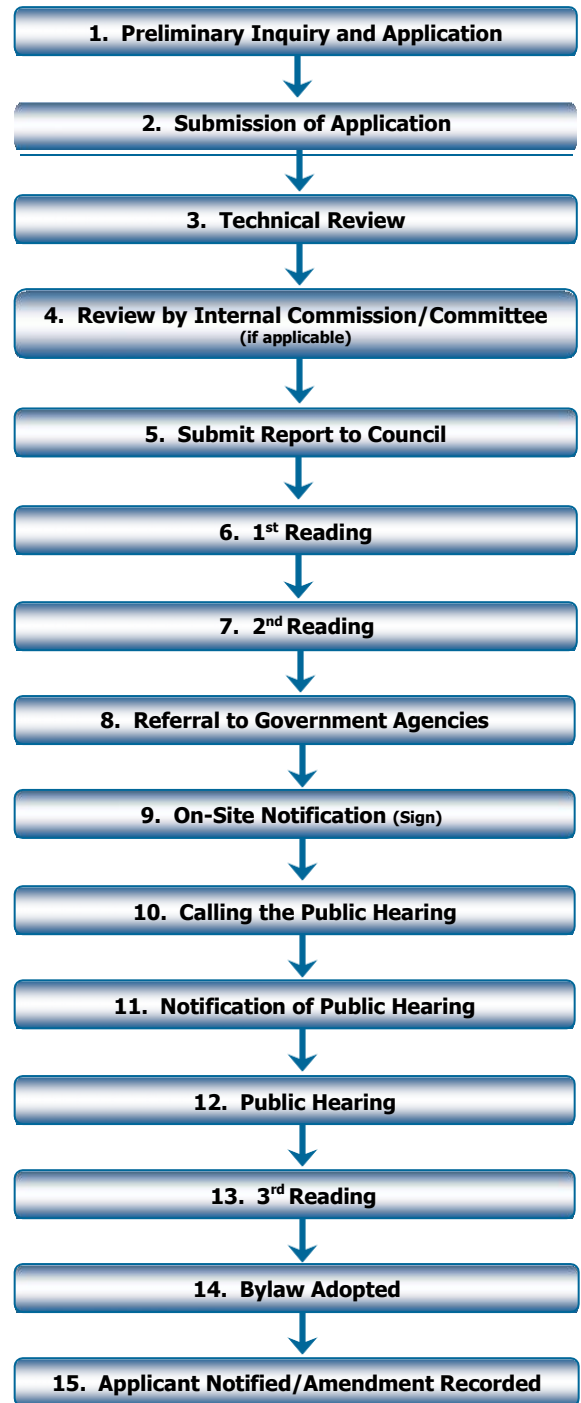 1. Preliminary Inquiry and Application
2. Submission of Application
3. Technical Review
4. Review by Internal Commission/Committee
(if applicable)
5. Submit Report to Council
6. 1st Reading
7. 2nd Reading
8. Referral to Government Agencies
9. On-Site Notification (Sign)
10. Calling the Public Hearing
11. Notification of Public Hearing
12. Public Hearing
13. 3rd Reading
14. Bylaw Adopted
15. Applicant Notified/Amendment Recorded